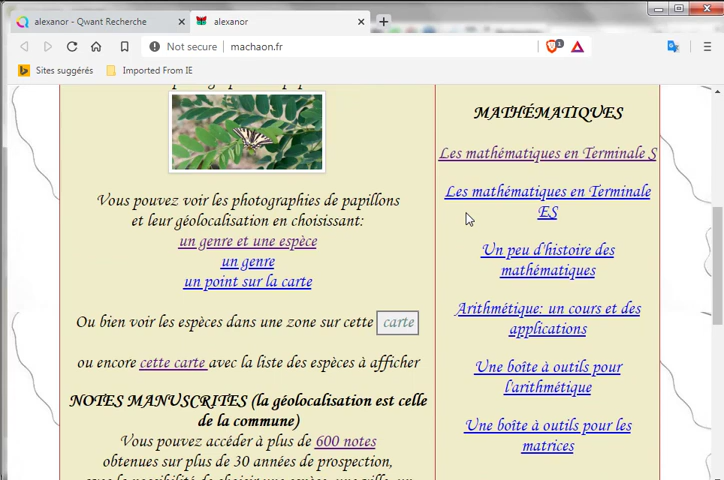 alexanor - Qwant Recherche
alexanor
Not secure
machaon.fr
1
Sites suggérés
Imported From IE
Vous pouvez voir les photographies de papillons
et leur géolocalisation en choisissant:
un genre et une espèce
un genre
un point sur la carte
Ou bien voir les espèces dans une zone sur cette carte
ou encore cette carte avec la liste des espèces à afficher
NOTES MANUSCRITES (la géolocalisation est celle
de la commune)
Vous pouvez accéder à plus de 600 notes
obtenues sur plus de 30 années de prospection,
MATHÉMATIQUES
Les mathématiques en Terminale S
Les mathématiques en Terminale
ES
Un peu d'histoire des
mathématiques
Arithmétique: un cours et des
applications
Une boîte à outils pour
l'arithmétique
Une boîte à outils pour les
matrices